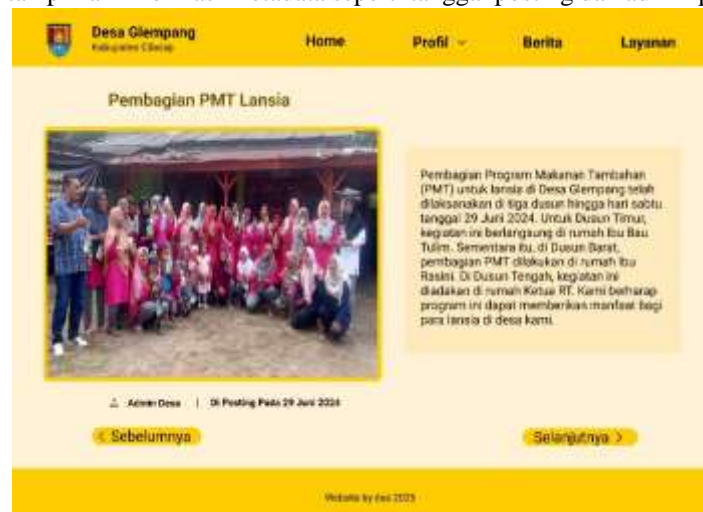 Desa Glempang
Kabupaten Cilacap
Home
Profil
Berita
Layanan
Pembagian PMT Lansia
Pembagian Program Makanan Tambahan
(PMT) untuk lansia di Desa Glempang telah
dilaksanakan di tiga dusun hingga hari sabtu
tanggal 29 Juni 2024. Untuk Dusun Timur,
kegiatan ini berlangsung di rumah Ibu Bau
Tulim. Sementara itu, di Dusun Barat,
pembagian PMT dilakukan di rumah Ibu
Rasini. Di Dusun Tengah, kegiatan ini
diadakan di rumah Ketua RT. Kami berharap
program ini dapat memberikan manfaat bagi
para lansia di desa kami.
Admin Desa | Di Posting Pada 29 Juni 2024
< Sebelumnya
Selanjutnya >
Website by 2025